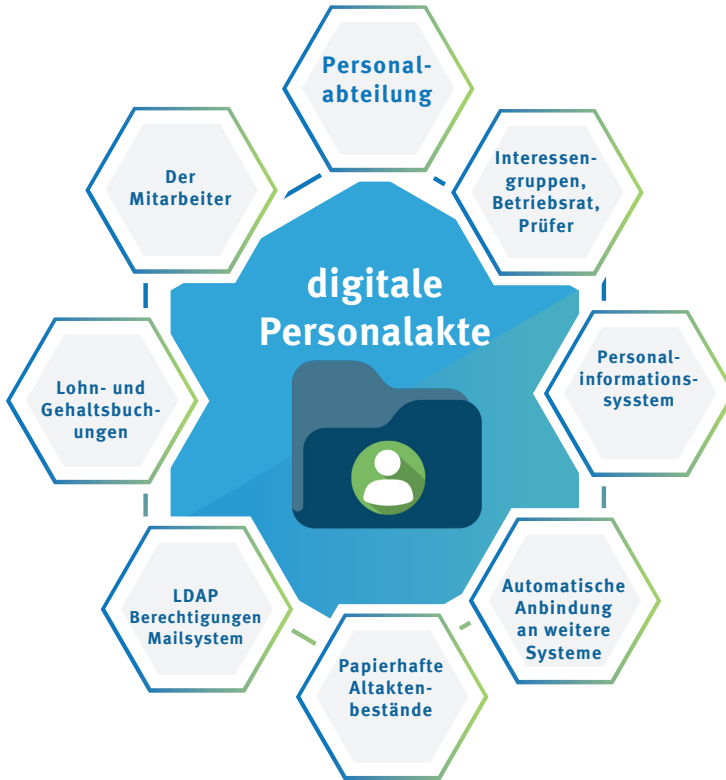 Personal-
abteilung
Der
Mitarbeiter
Interessen-
gruppen,
Betriebsrat,
Prüfer
digitale
Personalakte
Lohn- und
Gehaltsbuch-
ungen
Personal-
informations-
sysstem
LDAP
Berechtigungen
Mailsystem
Automatische
Anbindung
an weitere
Systeme
Papierhafte
Altakten-
bestände